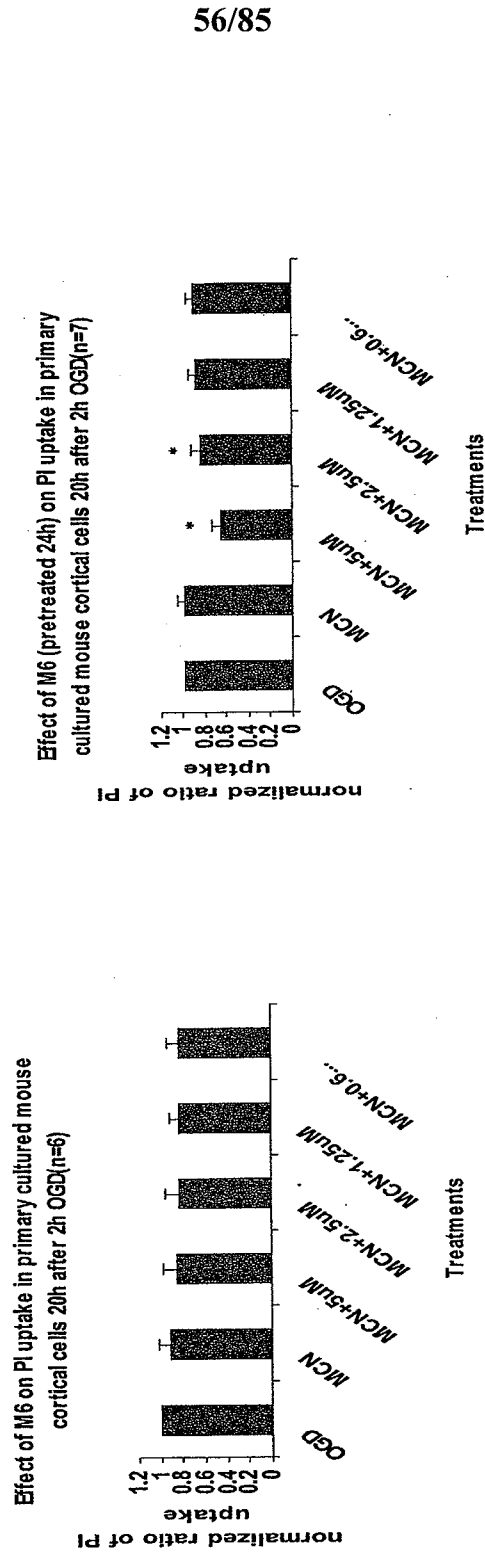 56/85
Effect of M6 on PI uptake in primary cultured mouse
cortical cells 20h after 2h OGD(n=6)
normalized ratio of PI
uptake
1.2
1
0.8
0.6
0.4
0.2
0
OGD
MCN
MCN+5uM
MCN+2.5uM
MCN+1.25uM
MCN+0.6...
Treatments
Effect of M6 (pretreated 24h) on PI uptake in primary
cultured mouse cortical cells 20h after 2h OGD(n=7)
normalized ratio of PI
uptake
1.2
1
0.8
0.6
0.4
0.2
0
*
*
OGD
MCN
MCN+5uM
MCN+2.5uM
MCN+1.25uM
MCN+0.6...
Treatments